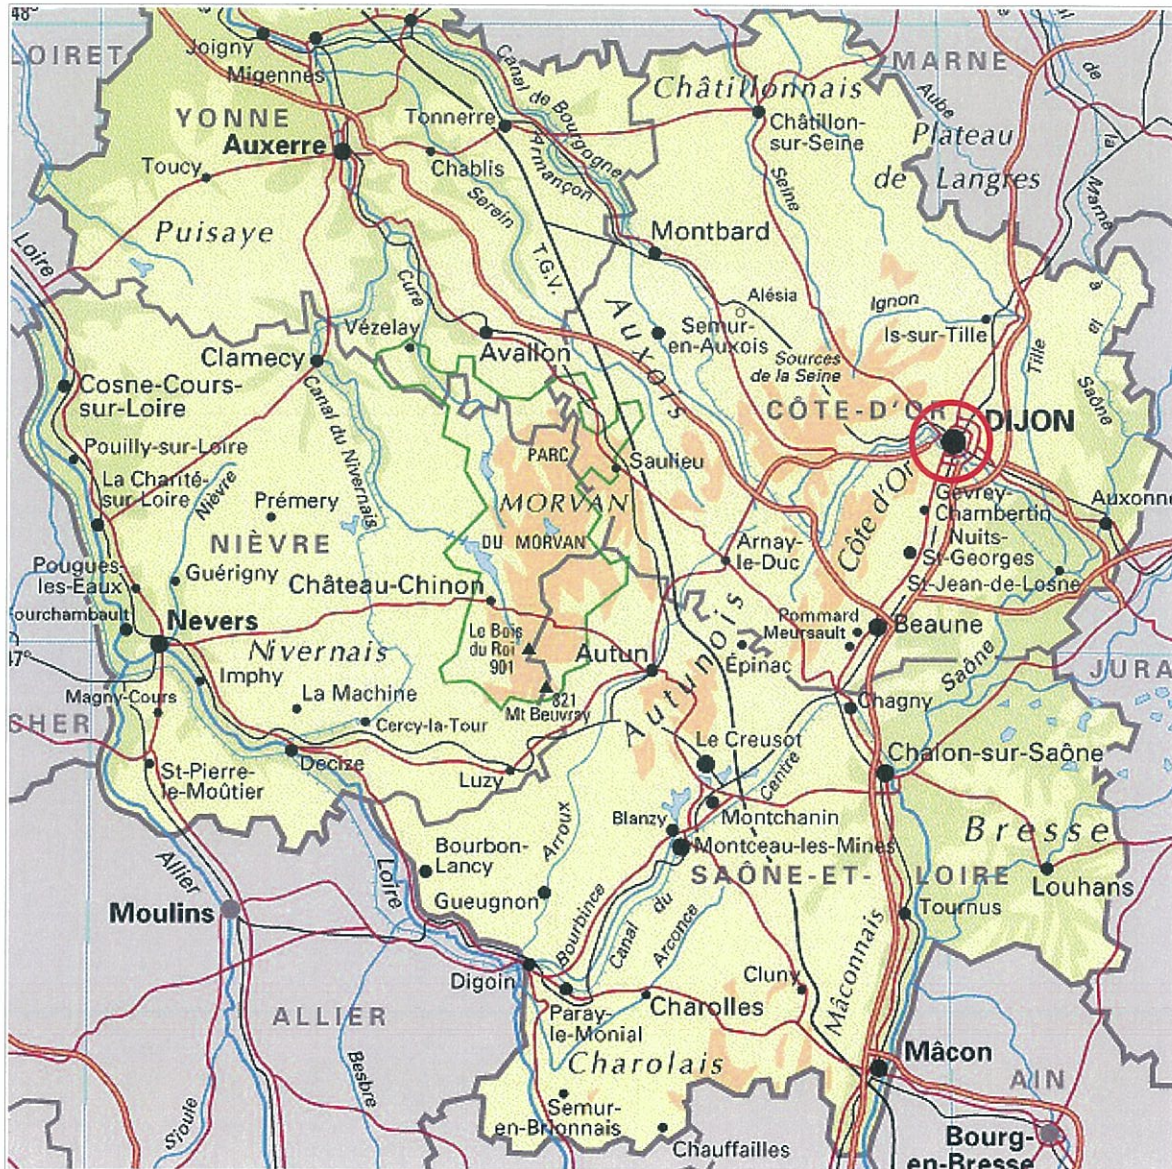 48°
LOIRET
Joigny
Migennes
YONNE
Auxerre
Toucy
Puisaye
Loire
Tonnerre
Chablis
Serein
Armançon
Canal de Bourgogne
Cure
T.G.V.
Châtillonnais
Châtillon-
sur-Seine
Seine
MARNE
Aube
Plateau
de Langres
de
la
Marne
à
la
Saône
Montbard
Alésia
Ignon
Is-sur-Tille
Tille
Semur-
en-Auxois
Auxois
Sources
de la Seine
Vézelay
Avallon
Clamecy
Cosne-Cours-
sur-Loire
Pouilly-sur-Loire
La Charité-
sur-Loire
Nièvre
Canal du Nivernais
Prémery
NIÈVRE
Guérigny
Pougues-
les-Eaux
ourchambault
Nevers
47°
Nivernais
Château-Chinon
PARC
MORVAN
DU MORVAN
Saulieu
CÔTE-D'OR
DIJON
Côte d'Or
Gevrey-
Chambertin
Auxonne
Nuits-
St-Georges
St-Jean-de-Losne
Arnay-
le-Duc
Pommard
Meursault
Beaune
Saône
JURA
Le Bois
du Roi
901
821
Mt Beuvray
Autun
Autunois
Épinac
Chagny
Magny-Cours
Imphy
La Machine
Cercy-la-Tour
CHER
St-Pierre-
le-Moûtier
Decize
Luzy
Le Creusot
Centre
Chalon-sur-Saône
Blanzy
Montchanin
Montceau-les-Mines
Bresse
SAÔNE-ET-LOIRE
Louhans
Tournus
Bourbon-
Lancy
Arroux
Gueugnon
Allier
Loire
Moulins
Bourbince
Canal
du
Arconce
Mâconnais
Digoin
Cluny
Charolles
Paray-
le-Monial
Charolais
ALLIER
Besbre
Sioule
Mâcon
AIN
Semur-
en-Brionnais
Chauffailles
Bourg-
en-Bresse